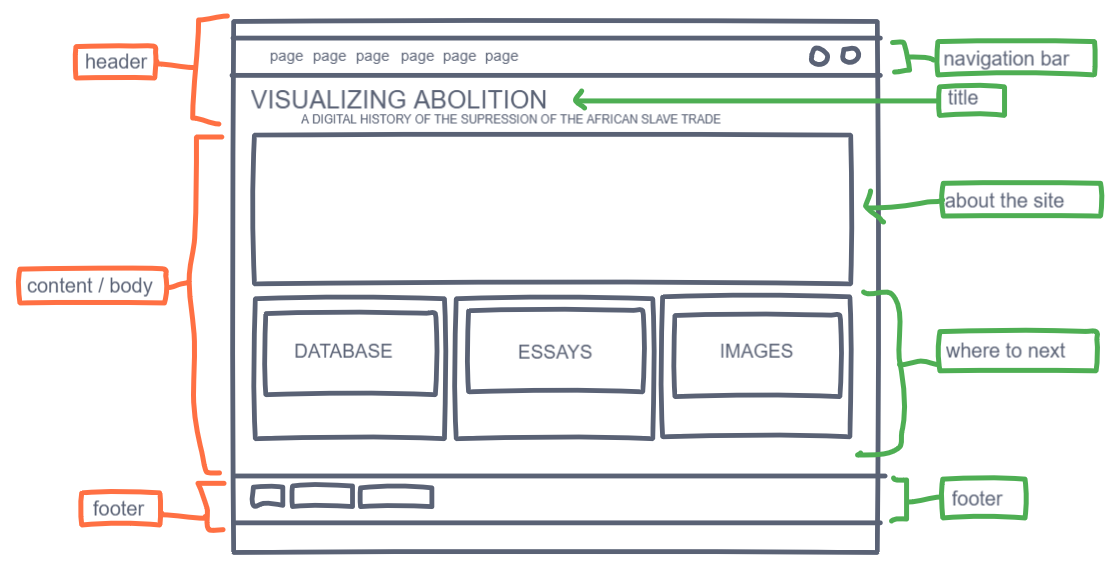 header
page page page page page page
navigation bar
VISUALIZING ABOLITION
title
A DIGITAL HISTORY OF THE SUPRESSION OF THE AFRICAN SLAVE TRADE
about the site
content / body
DATABASE
ESSAYS
IMAGES
where to next
footer
footer